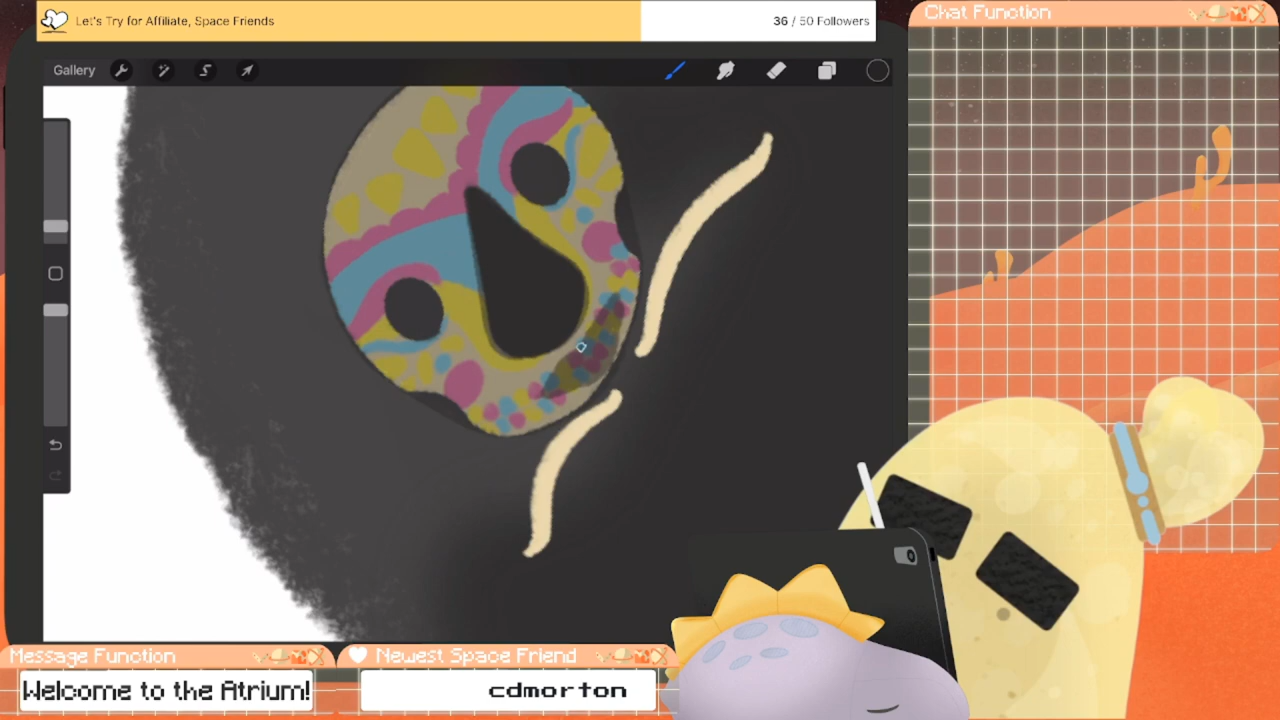 Let's Try for Affiliate, Space Friends
36 / 50 Followers
Chat Function
Gallery
Message Function
Newest Space Friend
Welcome to the Atrium!
cdmorton